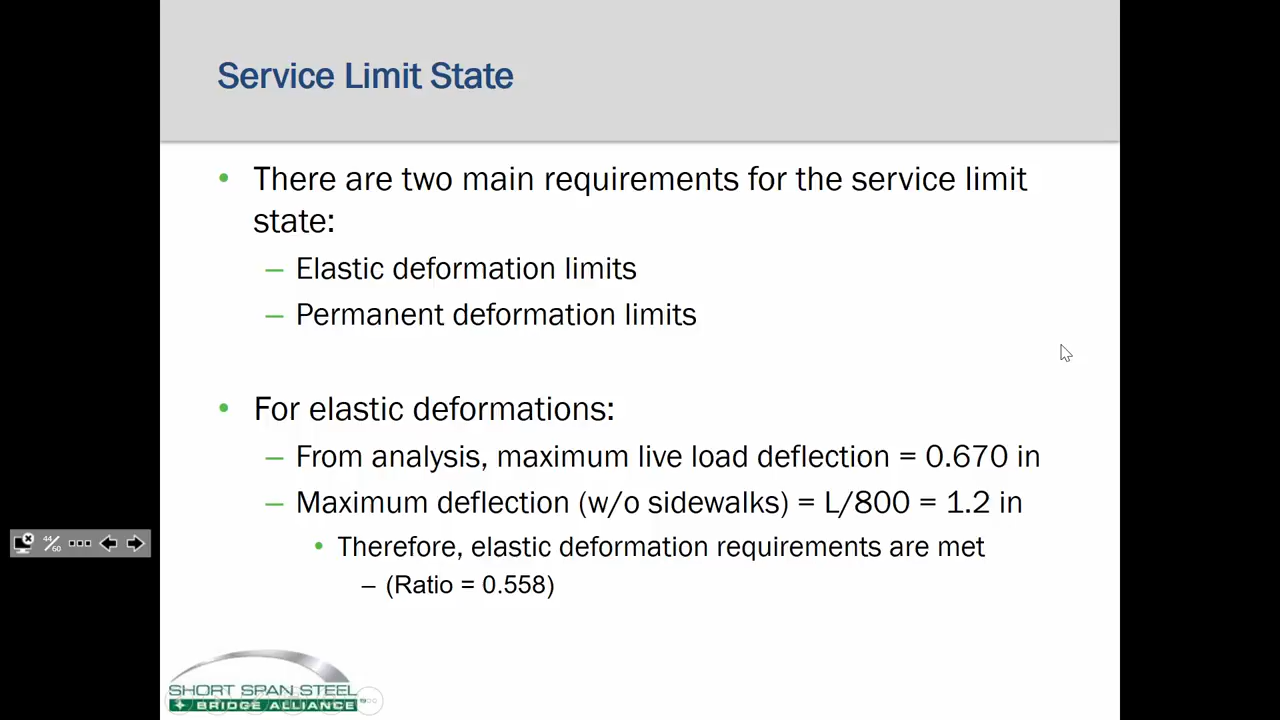 Service Limit State
• There are two main requirements for the service limit
state:
– Elastic deformation limits
– Permanent deformation limits
• For elastic deformations:
– From analysis, maximum live load deflection = 0.670 in
– Maximum deflection (w/o sidewalks) = L/800 = 1.2 in
44/60
• Therefore, elastic deformation requirements are met
– (Ratio = 0.558)
SHORT SPAN STEEL
BRIDGE ALLIANCE